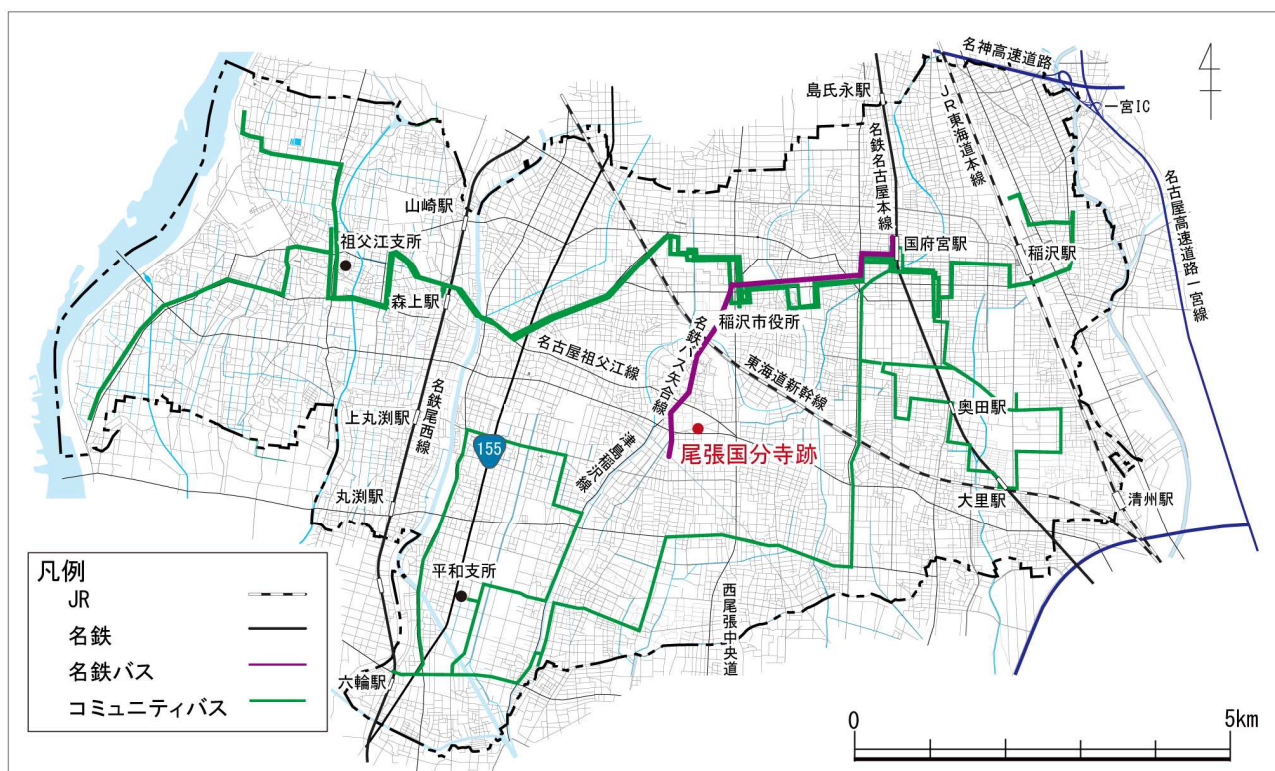 名神高速道路
島氏永駅
一宮IC
JR東海道本線
名鉄名古屋本線
名古屋高速道路一宮線
山崎駅
祖父江支所
国府宮駅
稲沢駅
森上駅
稲沢市役所
名鉄バス矢合線
名古屋祖父江線
東海道新幹線
上丸渕駅
名鉄尾西線
奥田駅
155
尾張国分寺跡
津島稲沢線
丸渕駅
大里駅
清州駅
平和支所
西尾張中央道
六輪駅
凡例
JR
名鉄
名鉄バス
コミュニティバス
0
5km